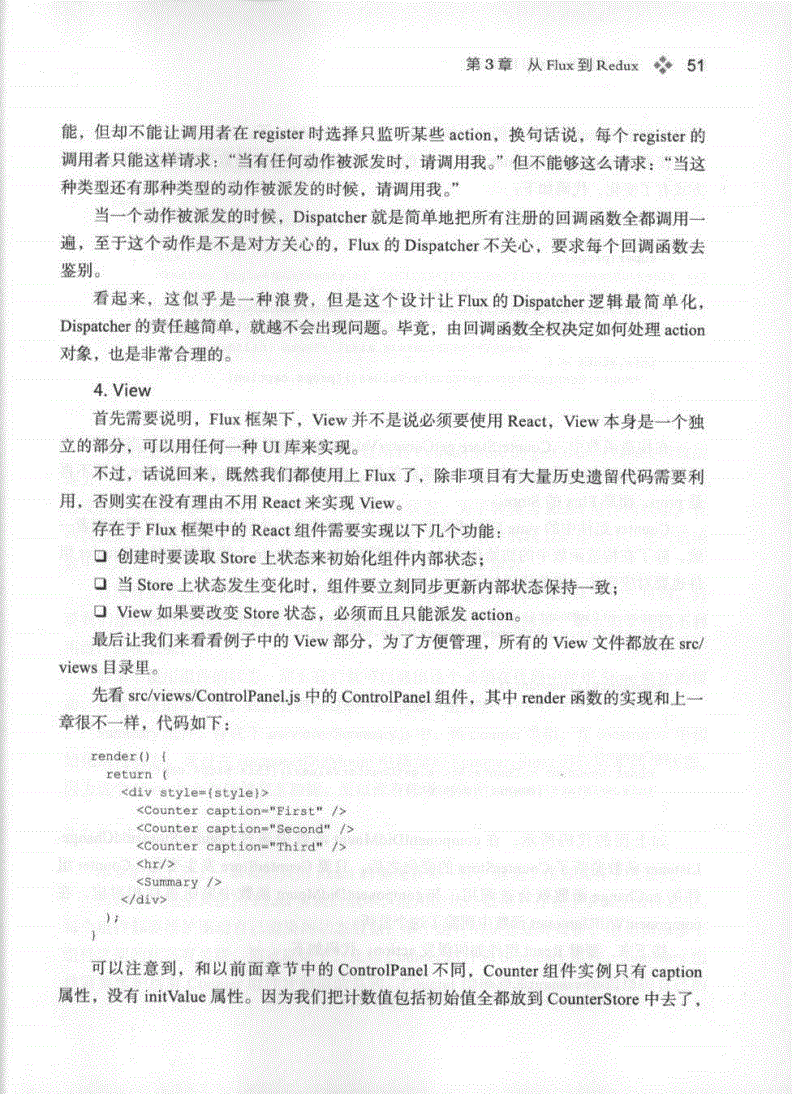 第3章 从 Flux 到 Redux 51
能，但却不能让调用者在 register 时选择只监听某些 action，换句话说，每个 register 的
调用者只能这样请求：“当有任何动作被派发时，请调用我。”但不能够这么请求：“当这
种类型还有那种类型的动作被派发的时候，请调用我。”
当一个动作被派发的时候，Dispatcher 就是简单地把所有注册的回调函数全都调用一
遍，至于这个动作是不是对方关心的，Flux 的 Dispatcher 不关心，要求每个回调函数去
鉴别。
看起来，这似乎是一种浪费，但是这个设计让 Flux 的 Dispatcher 逻辑最简单化，
Dispatcher 的责任越简单，就越不会出现问题。毕竟，由回调函数全权决定如何处理 action
对象，也是非常合理的。
4. View
首先需要说明，Flux 框架下，View 并不是说必须要使用 React，View 本身是一个独
立的部分，可以用任何一种 UI 库来实现。
不过，话说回来，既然我们都使用上 Flux 了，除非项目有大量历史遗留代码需要利
用，否则实在没有理由不用 React 来实现 View。
存在于 Flux 框架中的 React 组件需要实现以下几个功能：
❑ 创建时要读取 Store 上状态来初始化组件内部状态；
❑ 当 Store 上状态发生变化时，组件要立刻同步更新内部状态保持一致；
❑ View 如果要改变 Store 状态，必须而且只能派发 action。
最后让我们来看看例子中的 View 部分，为了方便管理，所有的 View 文件都放在 src/
views 目录里。
先看 src/views/ControlPanel.js 中的 ControlPanel 组件，其中 render 函数的实现和上一
章很不一样，代码如下：
render() {
return (
<div style={style}>
<Counter caption="First" />
<Counter caption="Second" />
<Counter caption="Third" />
<hr/>
<Summary />
</div>
);
}
可以注意到，和以前面章节中的 ControlPanel 不同，Counter 组件实例只有 caption
属性，没有 initValue 属性。因为我们把计数值包括初始值全都放到 CounterStore 中去了，